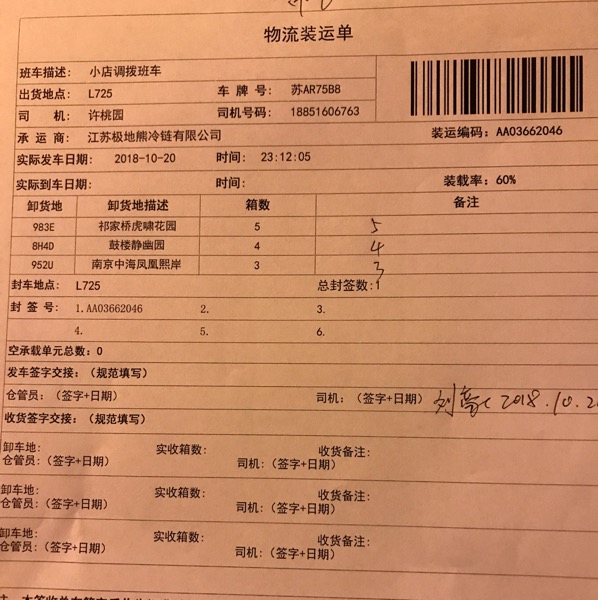 物流装运单
班车描述: 小店调拨班车
出货地点: L725 车 牌 号: 苏AR75B8
司 机: 许桃园 司机号码: 18851606763
承 运 商: 江苏极地熊冷链有限公司 装运编码: AA03662046
实际发车日期: 2018-10-20 时间: 23:12:05
实际到车日期: 时间: 装载率: 60%
卸货地 卸货地描述 箱数 备注
983E 祁家桥虎啸花园 5 5
8H4D 鼓楼静幽园 4 4
952U 南京中海凤凰熙岸 3 3
封车地点: L725 总封签数:1
封 签 号: 1.AA03662046 2. 3.
4. 5. 6.
空承载单元总数: 0
发车签字交接:（规范填写）
仓管员:（签字+日期） 司机:（签字+日期） 2018.10.2
收货签字交接:（规范填写）
卸车地: 实收箱数: 收货备注:
仓管员:（签字+日期） 司机:（签字+日期）
卸车地: 实收箱数: 收货备注:
仓管员:（签字+日期） 司机:（签字+日期）
卸车地: 实收箱数: 收货备注:
仓管员:（签字+日期） 司机:（签字+日期）